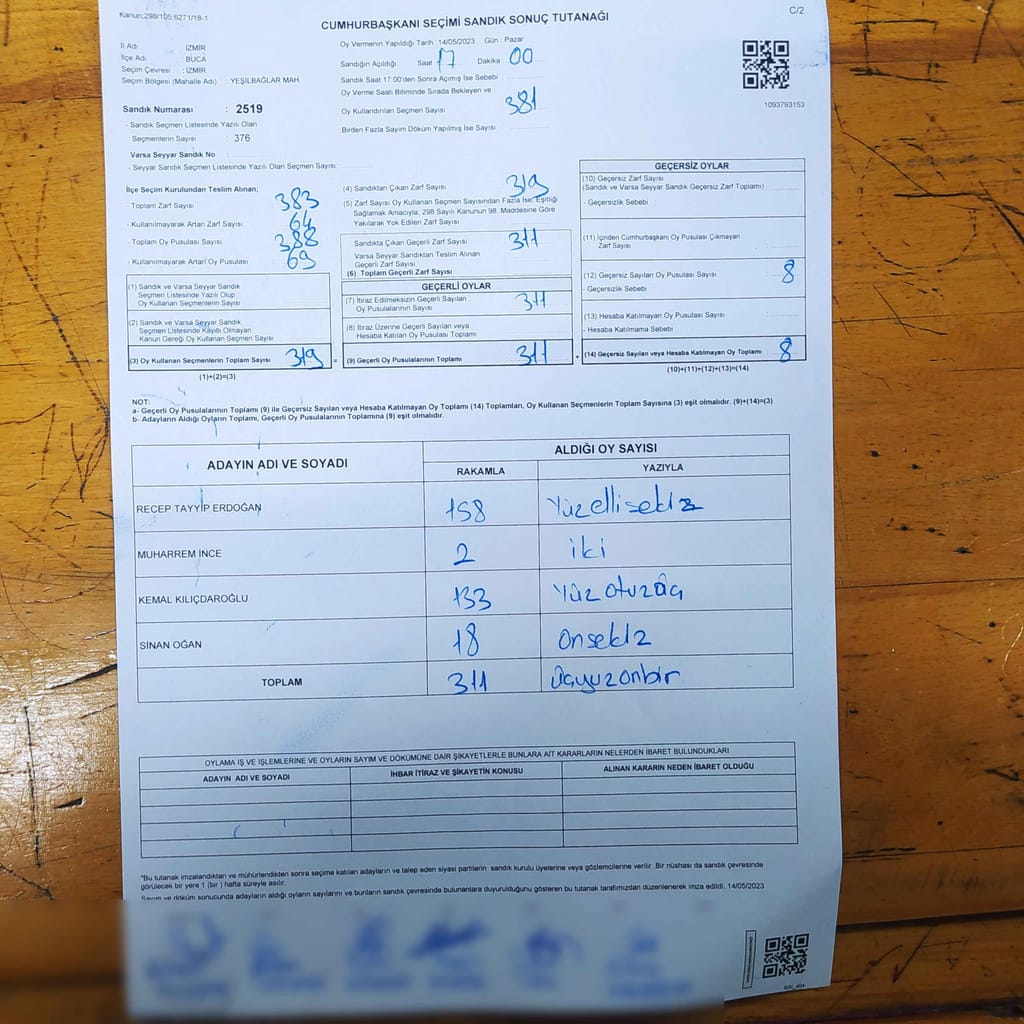 Kanun:298/105,6271/18-1
C/2
CUMHURBAŞKANI SEÇİMİ SANDIK SONUÇ TUTANAĞI
İl Adı : İZMİR
İlçe Adı : BUCA
Seçim Çevresi : İZMİR
Seçim Bölgesi (Mahalle Adı) : YEŞİLBAĞLAR MAH
Sandık Numarası : 2519
- Sandık Seçmen Listesinde Yazılı Olan
Seçmenlerin Sayısı : 376
Varsa Seyyar Sandık No :
- Seyyar Sandık Seçmen Listesinde Yazılı Olan Seçmen Sayısı
Oy Vermenin Yapıldığı Tarih :14/05/2023 Gün : Pazar
Sandığın Açıldığı Saat 17 Dakika 00
Sandık Saat 17:00'den Sonra Açımış İse Sebebi
Oy Verme Saati Bitiminde Sırada Bekleyen ve
Oy Kullandırılan Seçmen Sayısı 381
Birden Fazla Sayım Döküm Yapılmış İse Sayısı
1093793153
İlçe Seçim Kurulundan Teslim Alınan;
- Toplam Zarf Sayısı 383
- Kullanılmayarak Artan Zarf Sayısı 64
- Toplam Oy Pusulası Sayısı 388
- Kullanılmayarak Artan Oy Pusulası 69
(1) Sandık ve Varsa Seyyar Sandık
Seçmen Listesinde Yazılı Olup
Oy Kullanan Seçmenlerin Sayısı
(2) Sandık ve Varsa Seyyar Sandık
Seçmen Listesinde Kayıtlı Olmayan
Kanun Gereği Oy Kullanan Seçmen Sayısı
(3) Oy Kullanan Seçmenlerin Toplam Sayısı 319 =
(1)+(2)=(3)
(4) Sandıktan Çıkan Zarf Sayısı 319
(5) Zarf Sayısı Oy Kullanan Seçmen Sayısından Fazla İse, Eşitliği
Sağlamak Amacıyla; 298 Sayılı Kanunun 98. Maddesine Göre
Yakılarak Yok Edilen Zarf Sayısı
Sandıkta Çıkan Geçerli Zarf Sayısı 311
Varsa Seyyar Sandıktan Teslim Alınan
Geçerli Zarf Sayısı
(6) Toplam Geçerli Zarf Sayısı
GEÇERLİ OYLAR
(7) İtiraz Edilmeksizin Geçerli Sayılan
Oy Pusulalarının Sayısı 311
(8) İtiraz Üzerine Geçerli Sayılan veya
Hesaba Katılan Oy Pusulası Toplamı
(9) Geçerli Oy Pusulalarının Toplamı 311 +
GEÇERSİZ OYLAR
(10) Geçersiz Zarf Sayısı
(Sandık ve Varsa Seyyar Sandık Geçersiz Zarf Toplamı)
- Geçersizlik Sebebi
(11) İçinden Cumhurbaşkanı Oy Pusulası Çıkmayan
Zarf Sayısı
(12) Geçersiz Sayılan Oy Pusulası Sayısı 8
- Geçersizlik Sebebi
(13) Hesaba Katılmayan Oy Pusulası Sayısı
- Hesaba Katılmama Sebebi
(14) Geçersiz Sayılan veya Hesaba Katılmayan Oy Toplamı 8
(10)+(11)+(12)+(13)=(14)
NOT:
a- Geçerli Oy Pusulalarının Toplamı (9) ile Geçersiz Sayılan veya Hesaba Katılmayan Oy Toplamı (14) Toplamları, Oy Kullanan Seçmenlerin Toplam Sayısına (3) eşit olmalıdır. (9)+(14)=(3)
b- Adayların Aldığı Oyların Toplamı, Geçerli Oy Pusulalarının Toplamına (9) eşit olmalıdır.
ADAYIN ADI VE SOYADI ALDIĞI OY SAYISI
RAKAMLA YAZIYLA
RECEP TAYYİP ERDOĞAN 158 Yüzellisekiz
MUHARREM İNCE 2 iki
KEMAL KILIÇDAROĞLU 133 Yüzotuzüç
SİNAN OĞAN 18 onsekiz
TOPLAM 311 üçyüzonbir
OYLAMA İŞ VE İŞLEMLERİNE VE OYLARIN SAYIM VE DÖKÜMÜNE DAİR ŞİKAYETLERLE BUNLARA AİT KARARLARIN NELERDEN İBARET BULUNDUKLARI
ADAYIN ADI VE SOYADI İHBAR İTİRAZ VE ŞİKAYETİN KONUSU ALINAN KARARIN NEDEN İBARET OLDUĞU
*Bu tutanak imzalandıktan ve mühürlendikten sonra seçime katılan adayların ve talep eden siyasi partilerin sandık kurulu üyelerine veya gözlemcilerine verilir. Bir nüshası da sandık çevresinde
görülecek bir yere 1 (bir ) hafta süreyle asılır.
Sayım ve döküm sonucunda adayların aldığı oyların sayılarını ve bunların sandık çevresinde bulunanlara duyurulduğunu gösteren bu tutanak tarafımızdan düzenlenerek imza edildi. 14/05/2023